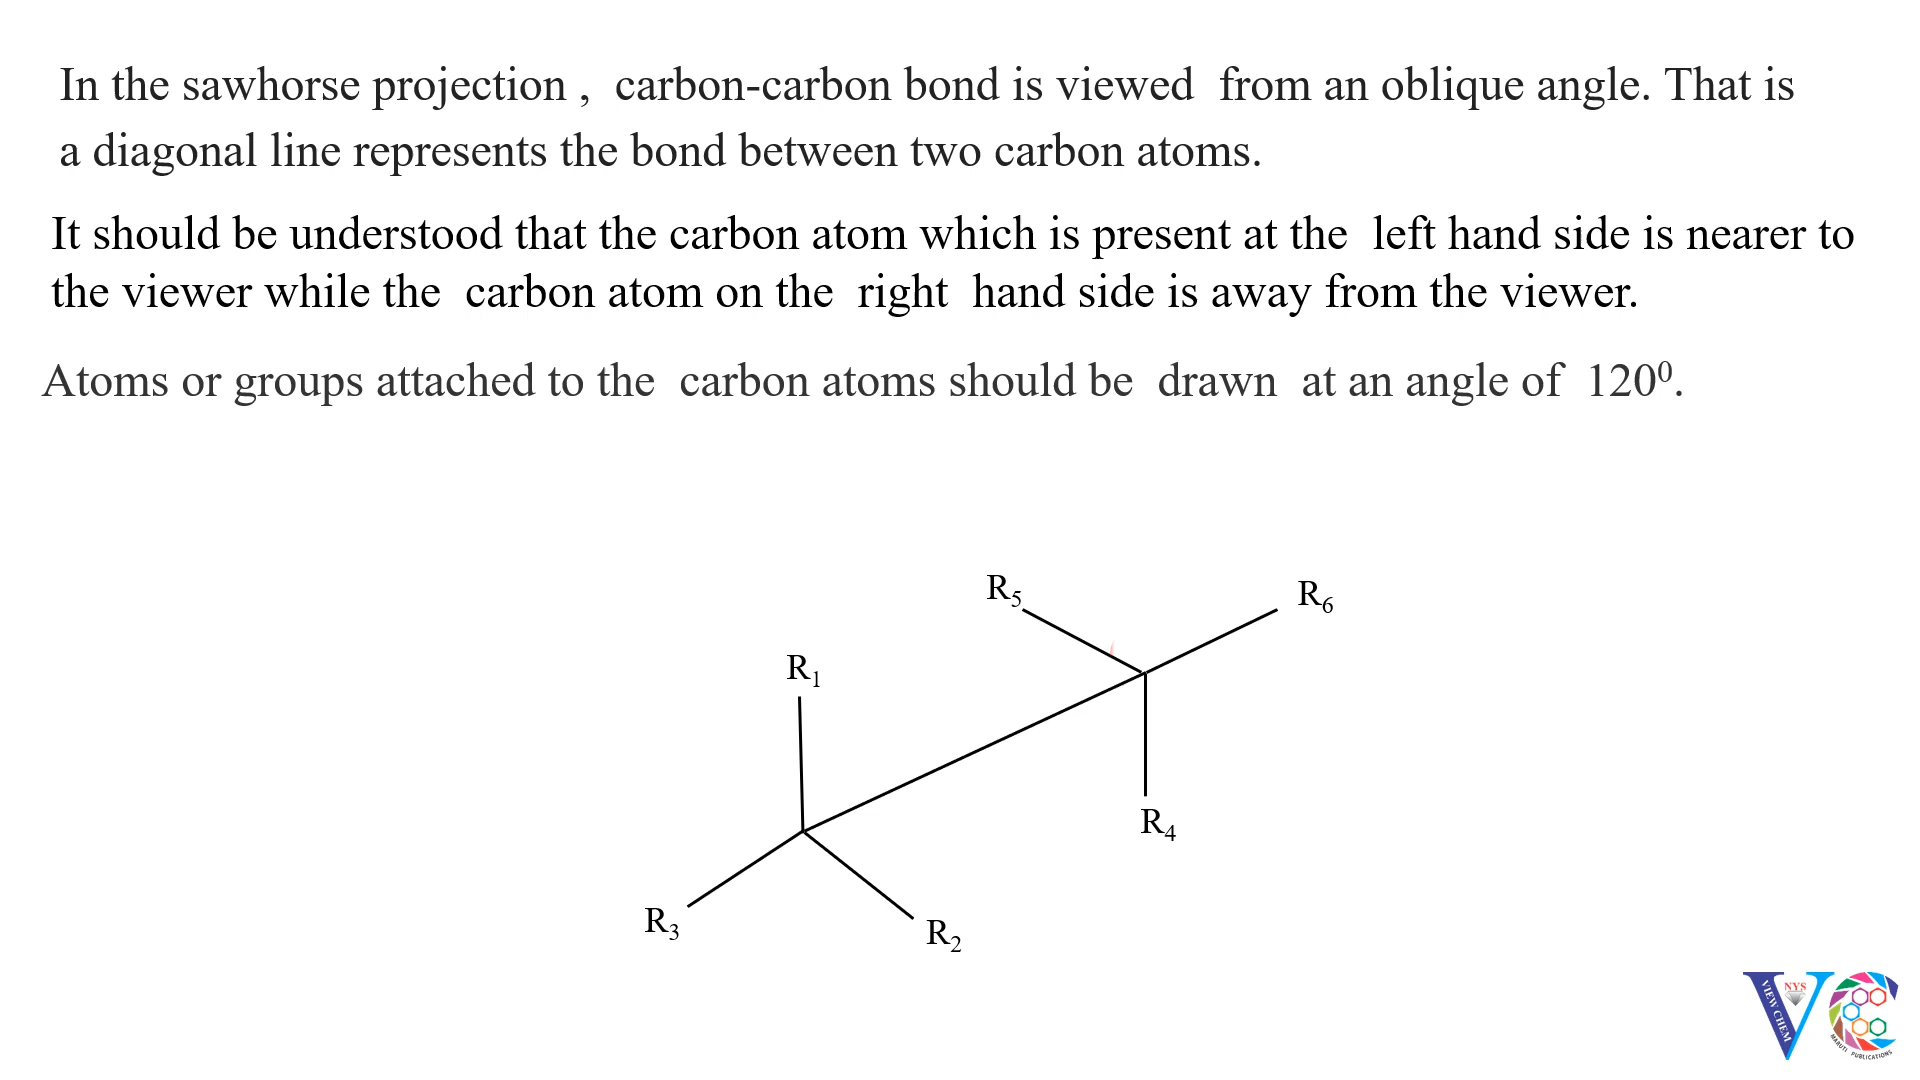 In the sawhorse projection , carbon-carbon bond is viewed from an oblique angle. That is
a diagonal line represents the bond between two carbon atoms.
It should be understood that the carbon atom which is present at the left hand side is nearer to
the viewer while the carbon atom on the right hand side is away from the viewer.
Atoms or groups attached to the carbon atoms should be drawn at an angle of 120⁰.
R₅
R₆
R₁
R₄
R₃
R₂
VIEW CHEM
NYS
MARUTI PUBLICATIONS